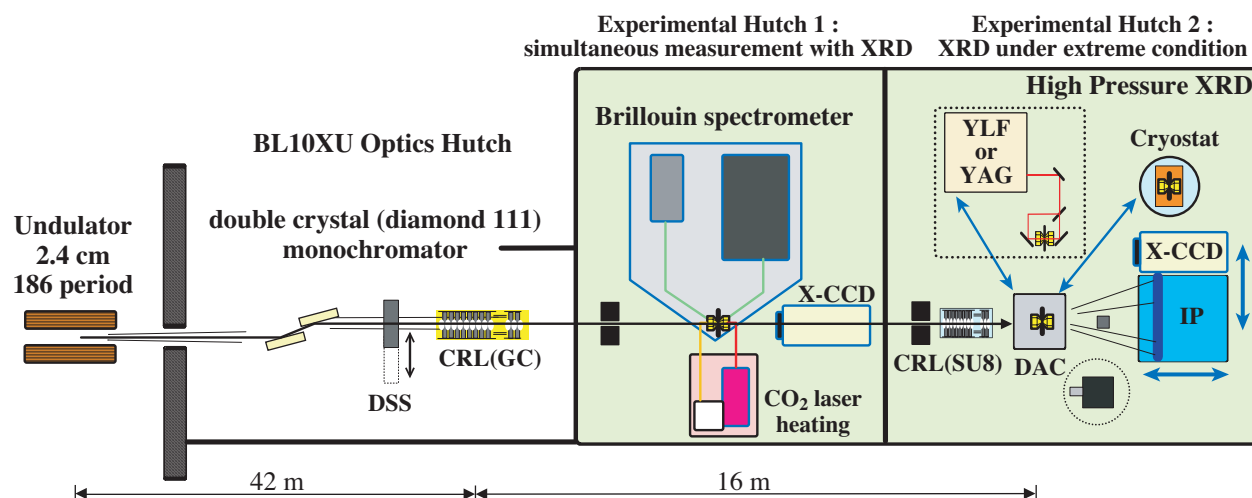 Experimental Hutch 1 :
simultaneous measurement with XRD
Experimental Hutch 2 :
XRD under extreme condition
High Pressure XRD
Brillouin spectrometer
YLF
or
YAG
Cryostat
BL10XU Optics Hutch
double crystal (diamond 111)
monochromator
Undulator
2.4 cm
186 period
X-CCD
X-CCD
IP
CRL(GC)
DSS
CRL(SU8)
DAC
CO₂ laser
heating
42 m
16 m